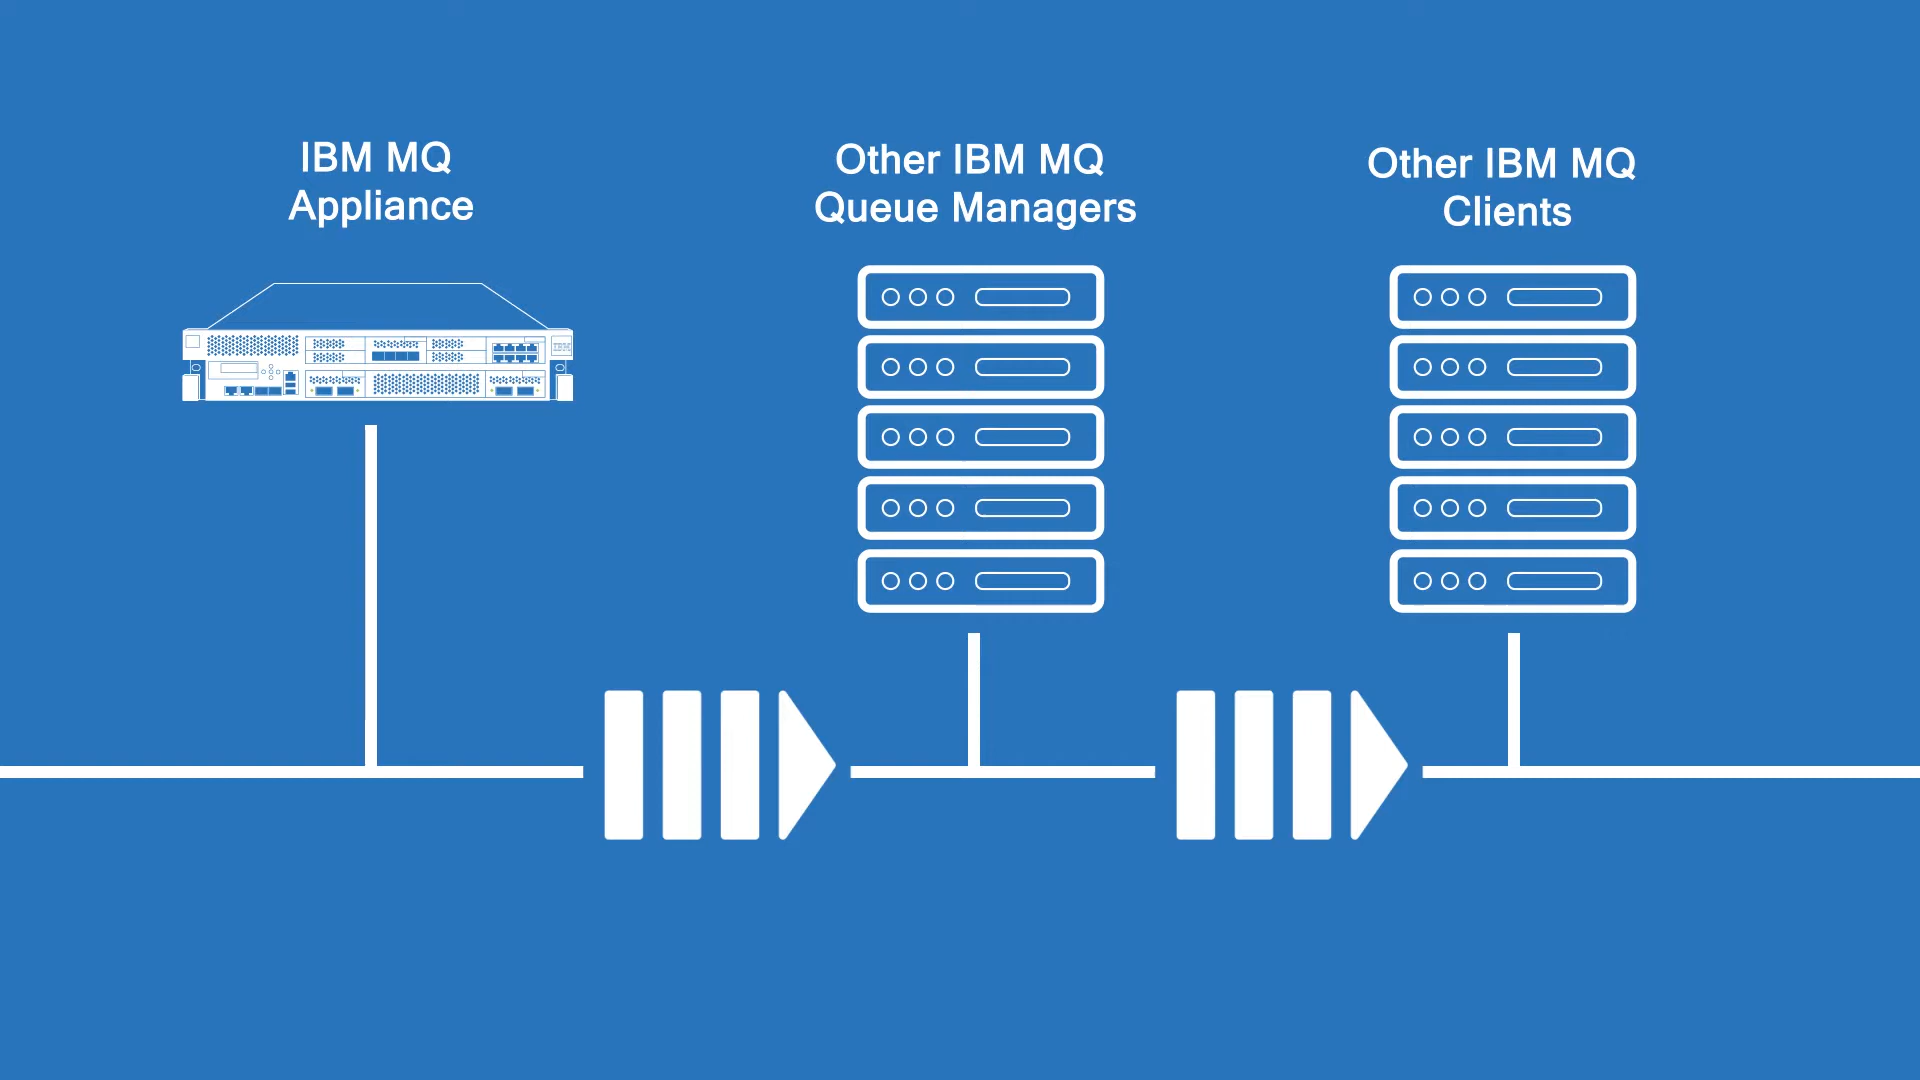 IBM MQ
Appliance
Other IBM MQ
Queue Managers
Other IBM MQ
Clients